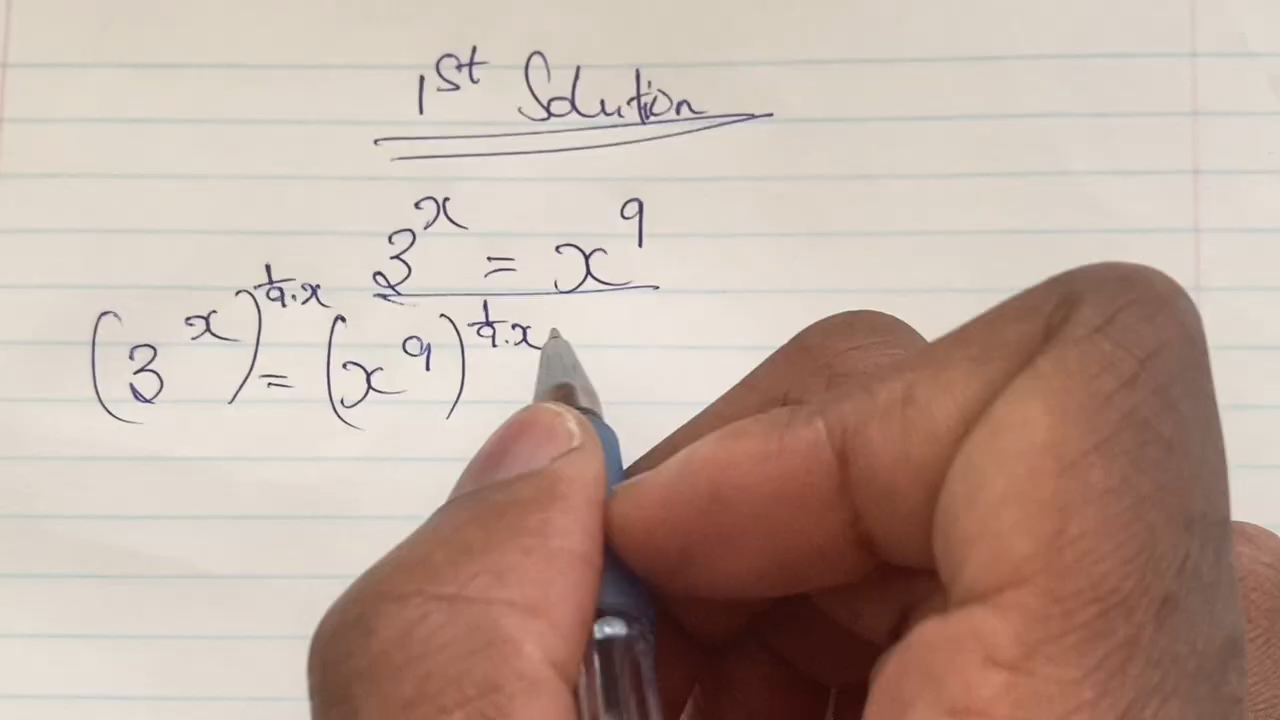 1st Solution
3^x = x^9
(3^x)^{1/9·x} = (x^9)^{1/9·x}